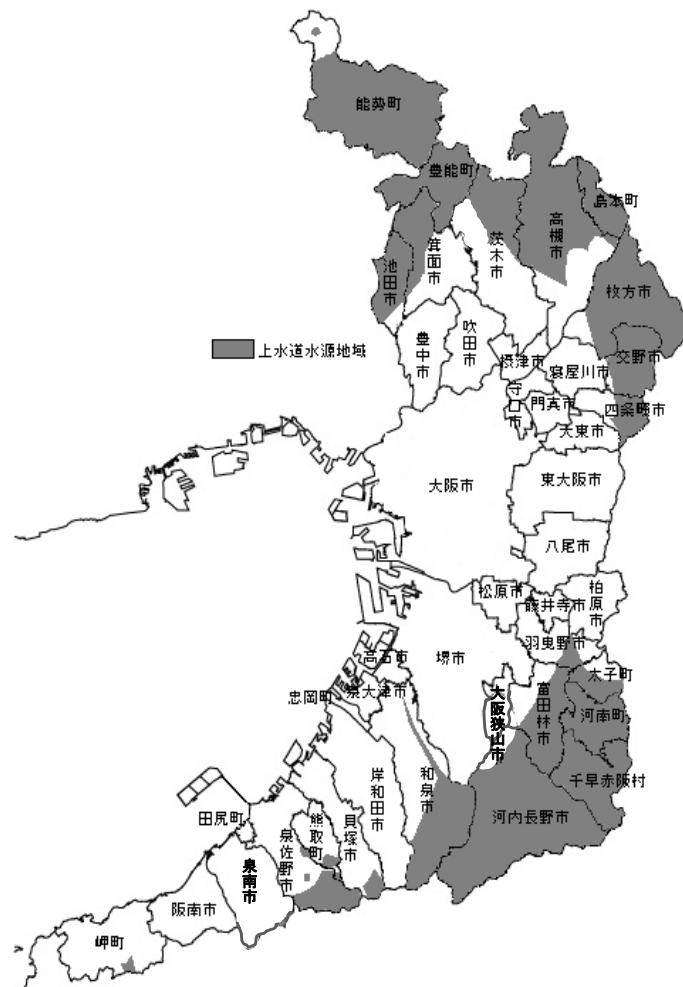 能勢町
豊能町
島本町
高槻市
茨木市
箕面市
池田市
枚方市
吹田市
豊中市
上水道水源地域
交野市
摂津市
寝屋川市
守口市
門真市
四条畷市
大東市
大阪市
東大阪市
八尾市
松原市
藤井寺市
柏原市
羽曳野市
高石市
堺市
太子町
忠岡町
泉大津市
大阪狭山市
富田林市
河南町
千早赤阪村
和泉市
岸和田市
河内長野市
田尻町
熊取町
貝塚市
泉佐野市
泉南市
阪南市
岬町